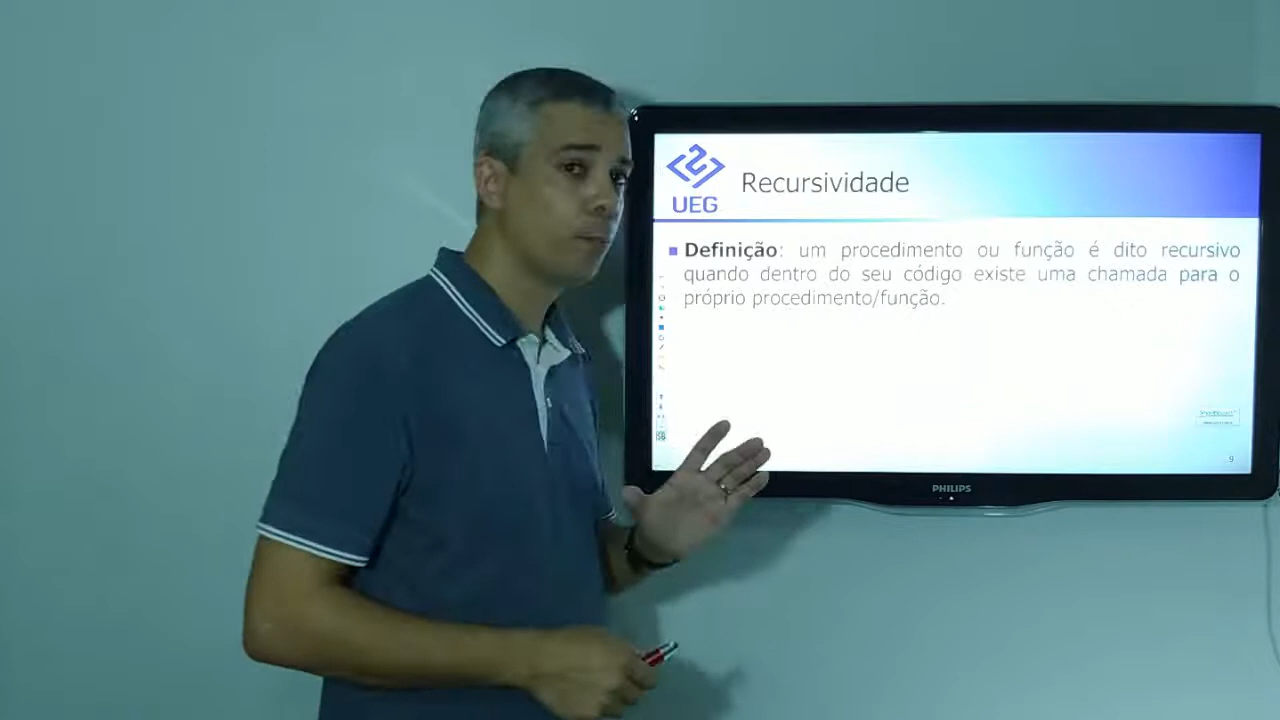 Recursividade
UEG
Definição: um procedimento ou função é dito recursivo
quando dentro do seu código existe uma chamada para o
próprio procedimento/função.
9
PHILIPS